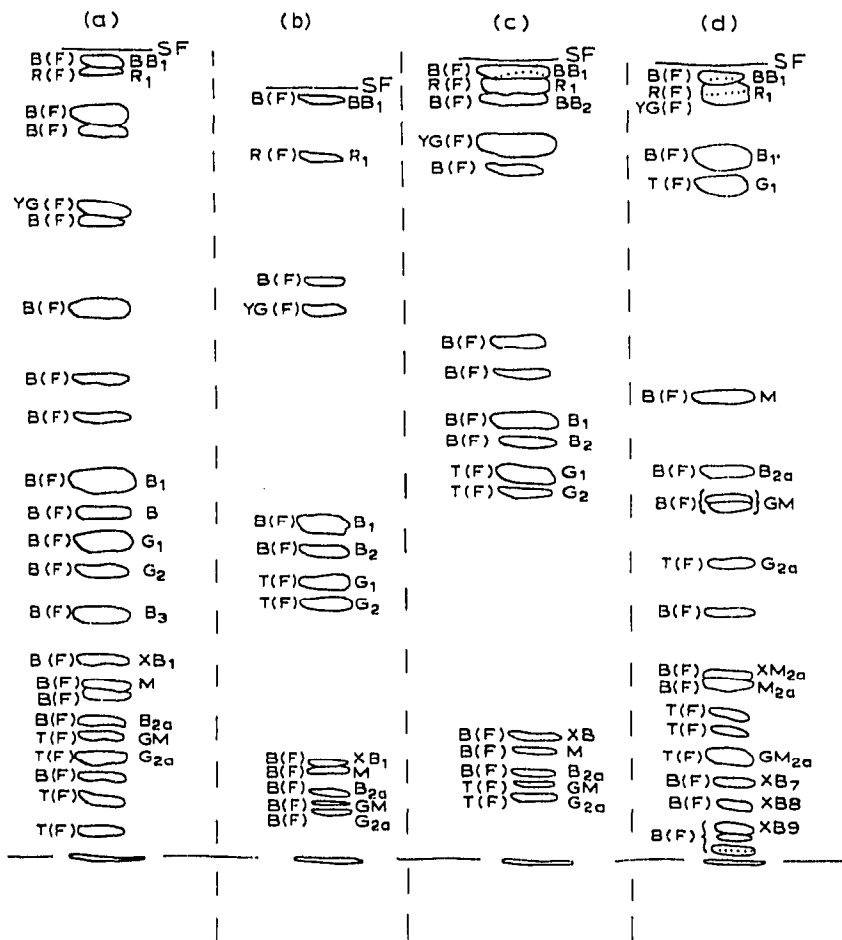 (a)
SF
B(F) BB₁
R(F) R₁
B(F)
B(F)
YG(F)
B(F)
B(F)
B(F)
B(F)
B(F) B₁
B(F) B
B(F) G₁
B(F) G₂
B(F) B₃
B(F) XB₁
B(F) M
B(F)
B(F) B₂ₐ
T(F) GM
T(F) G₂ₐ
B(F)
T(F)
T(F)
(b)
SF
B(F) BB₁
R(F) R₁
B(F)
YG(F)
B(F) B₁
B(F) B₂
T(F) G₁
T(F) G₂
B(F) XB₁
B(F) M
B(F) B₂ₐ
B(F) GM
B(F) G₂ₐ
(c)
SF
B(F) BB₁
R(F) R₁
B(F) BB₂
YG(F)
B(F)
B(F)
B(F)
B(F) B₁
B(F) B₂
T(F) G₁
T(F) G₂
B(F) XB
B(F) M
B(F) B₂ₐ
T(F) GM
T(F) G₂ₐ
(d)
SF
B(F) BB₁
R(F) R₁
YG(F)
B(F) B₁'
T(F) G₁
B(F) M
B(F) B₂ₐ
B(F){ }GM
T(F) G₂ₐ
B(F)
B(F) XM₂ₐ
B(F) M₂ₐ
T(F)
T(F)
T(F) GM₂ₐ
B(F) XB7
B(F) XB8
B(F){ XB9